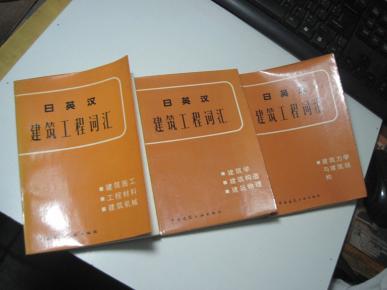 日英汉
建筑工程词汇
建筑施工
工程材料
建筑机械
日英汉
建筑工程词汇
建筑学
建筑构造
建筑物理
日英
建筑工程词汇
建筑力学
与建筑结
构